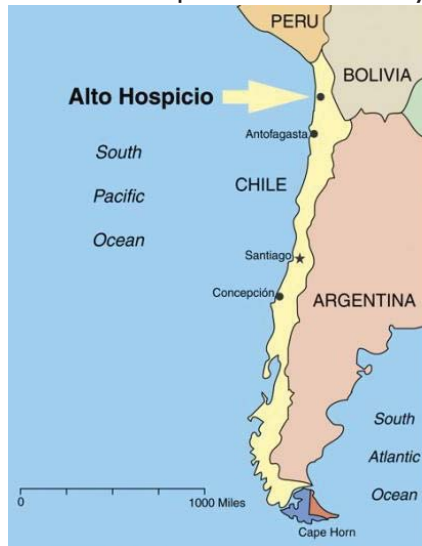 PERU
BOLIVIA
Alto Hospicio
Antofagasta
South
Pacific
Ocean
CHILE
Santiago
Concepción
ARGENTINA
South
Atlantic
Ocean
0 1000 Miles
Cape Horn